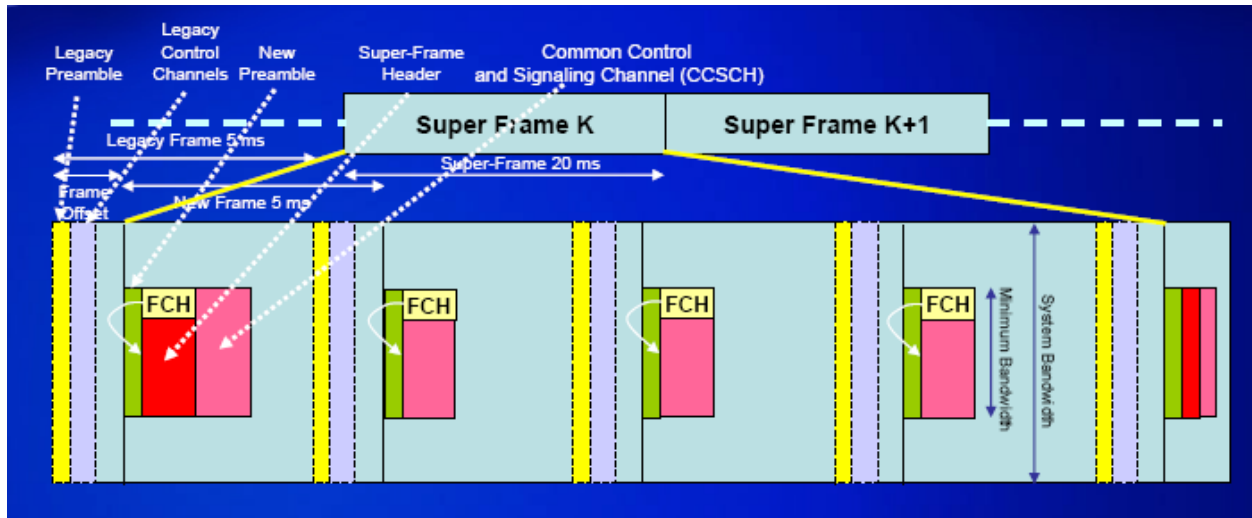 Legacy
Preamble
Legacy
Control
Channels
New
Preamble
Super-Frame
Header
Common Control
and Signaling Channel (CCSCH)
Super Frame K
Super Frame K+1
Legacy Frame 5 ms
Super-Frame 20 ms
Frame
Offset
New Frame 5 ms
FCH
FCH
FCH
FCH
Minimum Bandwidth
System Bandwidth